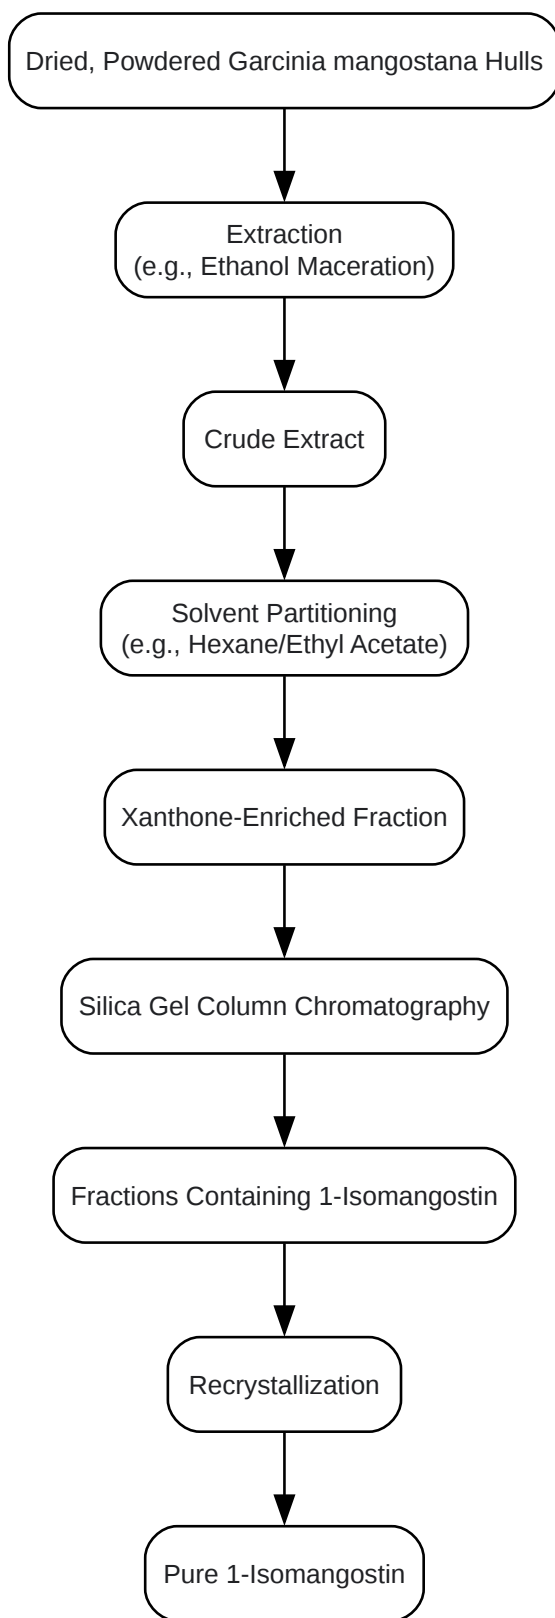 Dried, Powdered Garcinia mangostana Hulls
Extraction
(e.g., Ethanol Maceration)
Crude Extract
Solvent Partitioning
(e.g., Hexane/Ethyl Acetate)
Xanthone-Enriched Fraction
Silica Gel Column Chromatography
Fractions Containing 1-Isomangostin
Recrystallization
Pure 1-Isomangostin